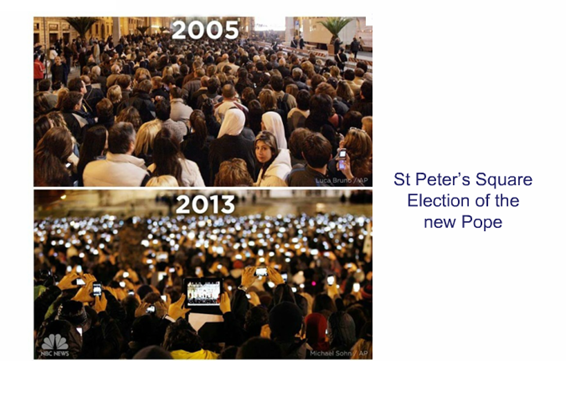 2005
Luca Bruno / AP
St Peter's Square
Election of the
new Pope
2013
NBC NEWS
Michael Sohn / AP